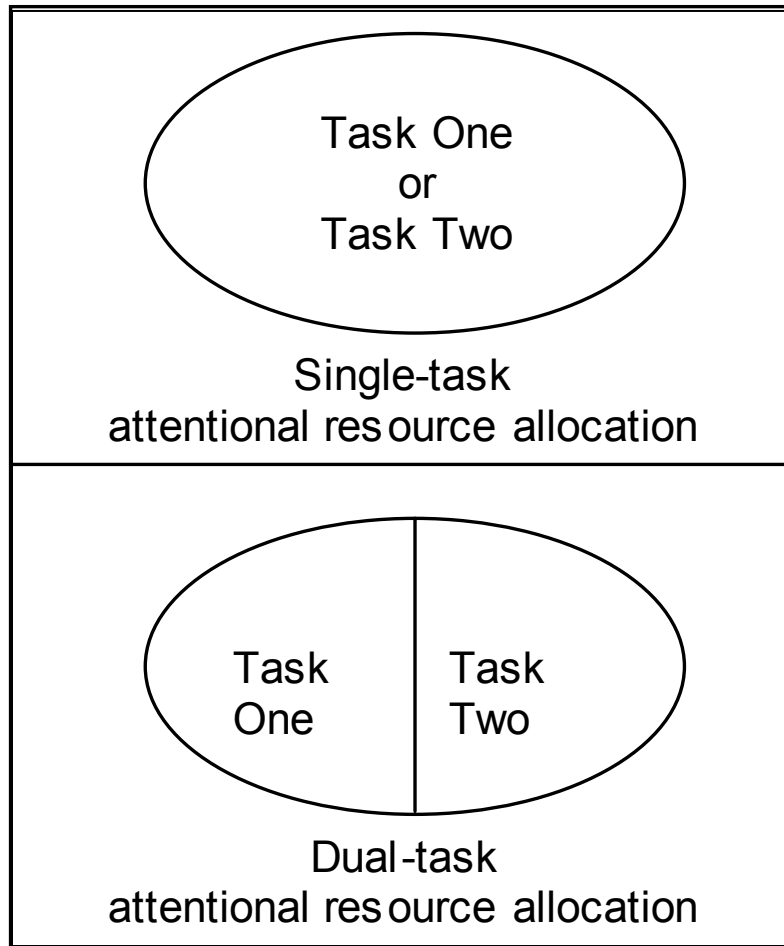 Task One
or
Task Two
Single-task
attentional resource allocation
Task
One
Task
Two
Dual-task
attentional resource allocation